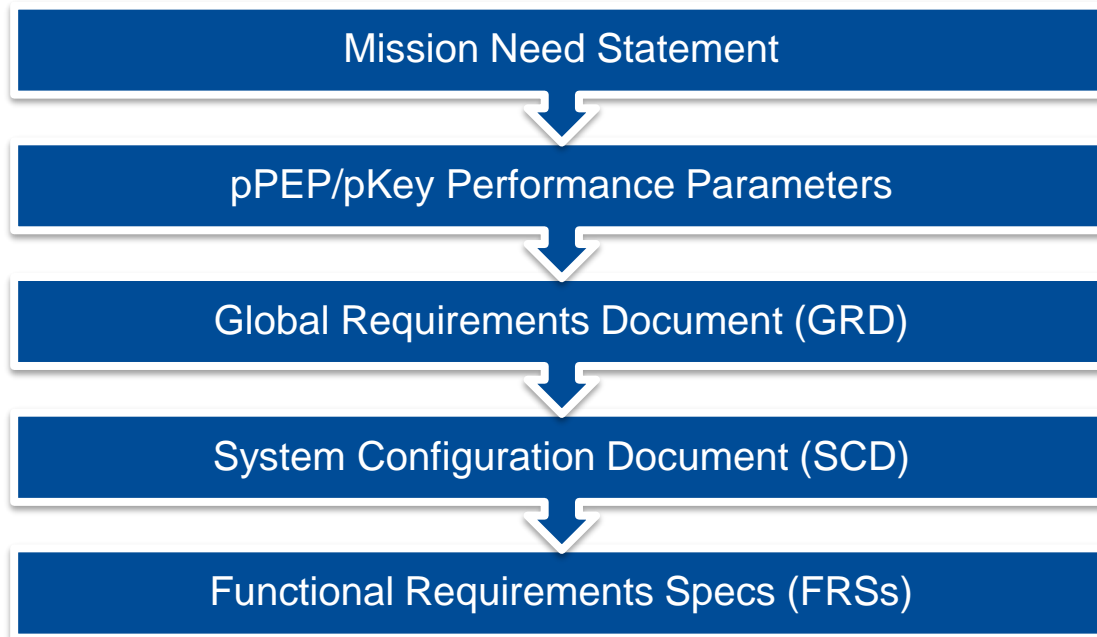 Mission Need Statement
pPEP/pKey Performance Parameters
Global Requirements Document (GRD)
System Configuration Document (SCD)
Functional Requirements Specs (FRSs)